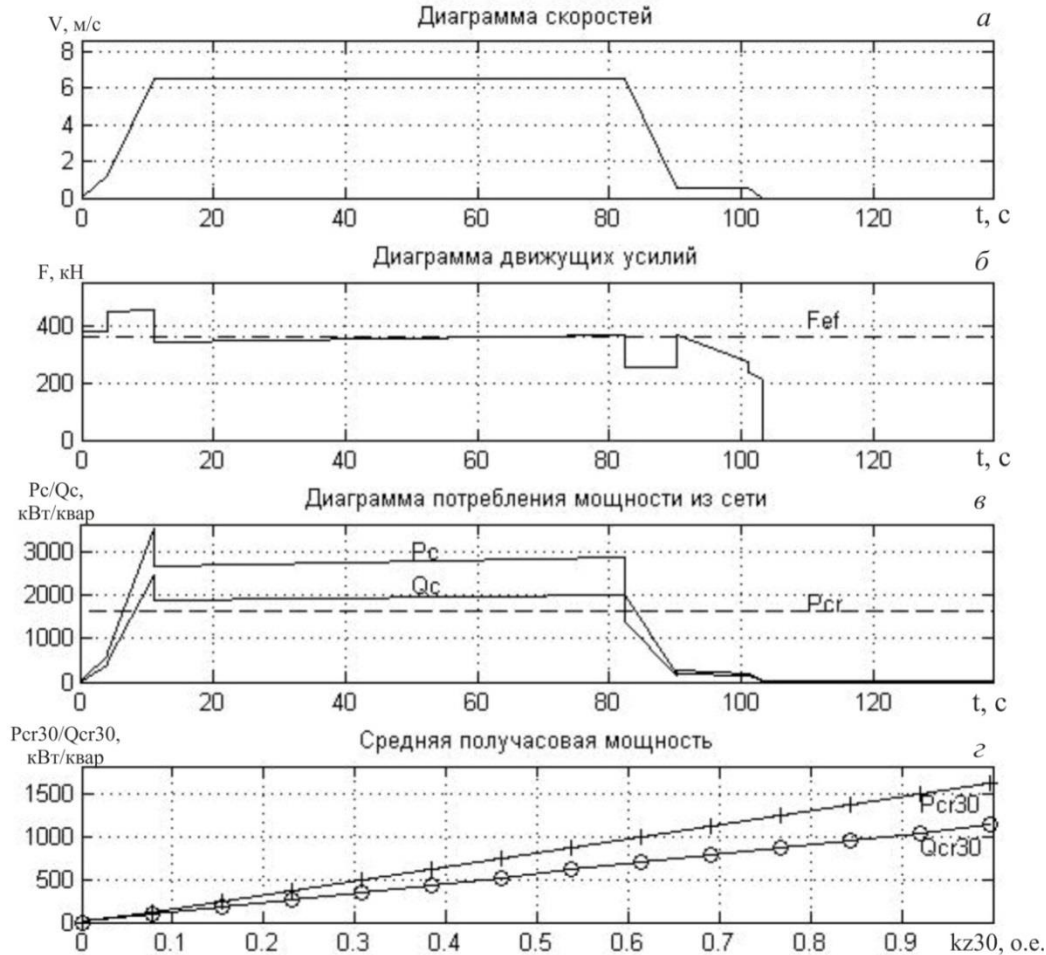 Диаграмма скоростей
а
V, м/с
8
6
4
2
0
0 20 40 60 80 100 120 t, с
Диаграмма движущих усилий
б
F, кН
Fef
400
200
0
0 20 40 60 80 100 120 t, с
Pc/Qc,
кВт/квар
Диаграмма потребления мощности из сети
в
3000
Pc
2000
Qc
Pcr
1000
0
0 20 40 60 80 100 120 t, с
Pcr30/Qcr30,
кВт/квар
Средняя получасовая мощность
г
1500
Pcr30
1000
Qcr30
500
0
0 0.1 0.2 0.3 0.4 0.5 0.6 0.7 0.8 0.9 kz30, о.е.